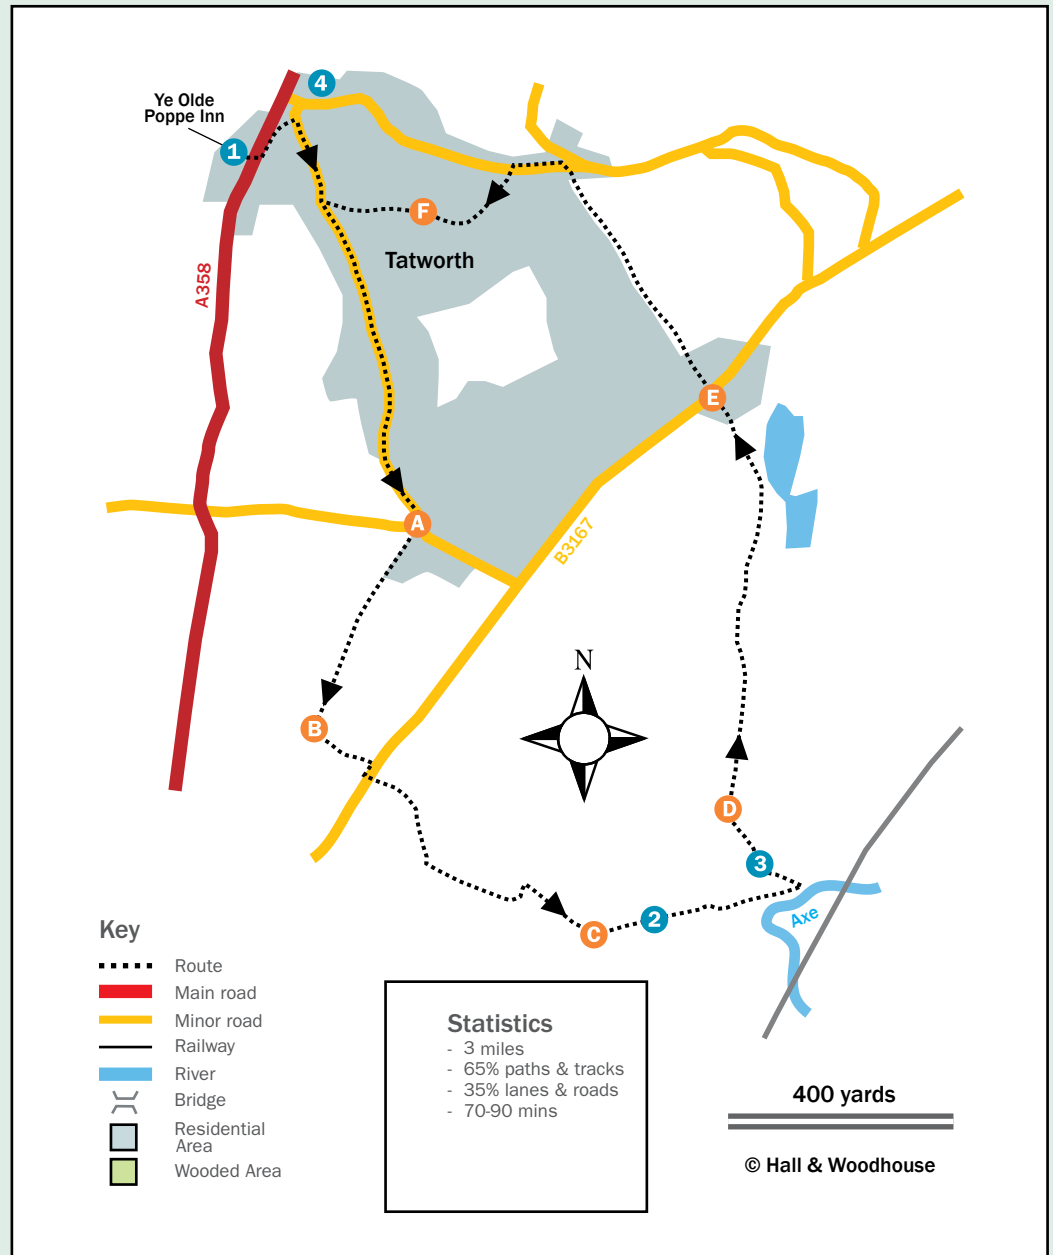 4
Ye Olde
Poppe Inn
1
F
Tatworth
A358
E
A
B3167
N
B
D
3
Axe
2
C
Key
Route
Main road
Minor road
Railway
River
Bridge
Residential
Area
Wooded Area
Statistics
- 3 miles
- 65% paths & tracks
- 35% lanes & roads
- 70-90 mins
400 yards
© Hall & Woodhouse